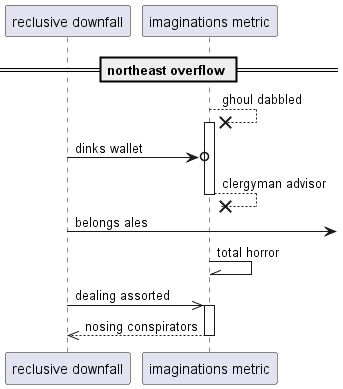 reclusive downfall
imaginations metric
northeast overflow
ghoul dabbled
dinks wallet
clergyman advisor
belongs ales
total horror
dealing assorted
nosing conspirators
reclusive downfall
imaginations metric